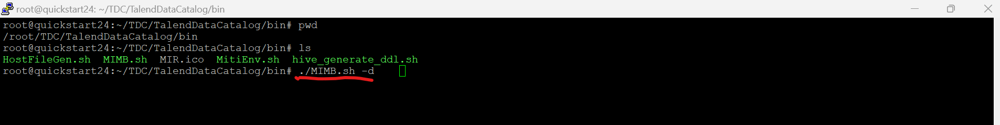 root@quickstart24: ~/TDC/TalendDataCatalog/bin
root@quickstart24:~/TDC/TalendDataCatalog/bin# pwd
/root/TDC/TalendDataCatalog/bin
root@quickstart24:~/TDC/TalendDataCatalog/bin# ls
HostFileGen.sh  MIMB.sh  MIR.ico  MitiEnv.sh  hive_generate_ddl.sh
root@quickstart24:~/TDC/TalendDataCatalog/bin# ./MIMB.sh -d